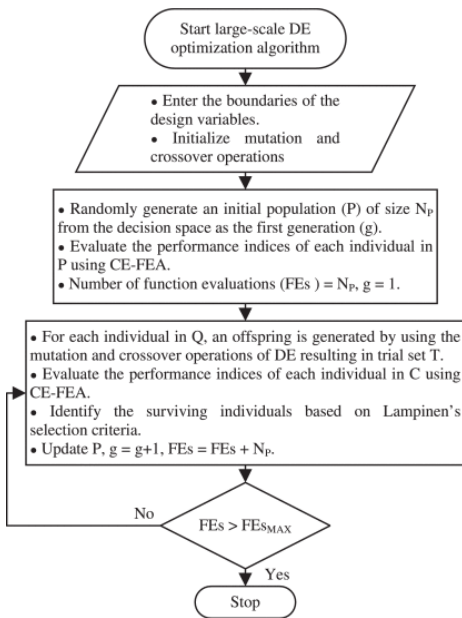 Start large-scale DE
optimization algorithm
• Enter the boundaries of the
design variables.
• Initialize mutation and
crossover operations
• Randomly generate an initial population (P) of size NP
from the decision space as the first generation (g).
• Evaluate the performance indices of each individual in
P using CE-FEA.
• Number of function evaluations (FEs ) = NP, g = 1.
• For each individual in Q, an offspring is generated by using the
mutation and crossover operations of DE resulting in trial set T.
• Evaluate the performance indices of each individual in C using
CE-FEA.
• Identify the surviving individuals based on Lampinen's
selection criteria.
• Update P, g = g+1, FEs = FEs + NP.
No
FEs > FEsMAX
Yes
Stop